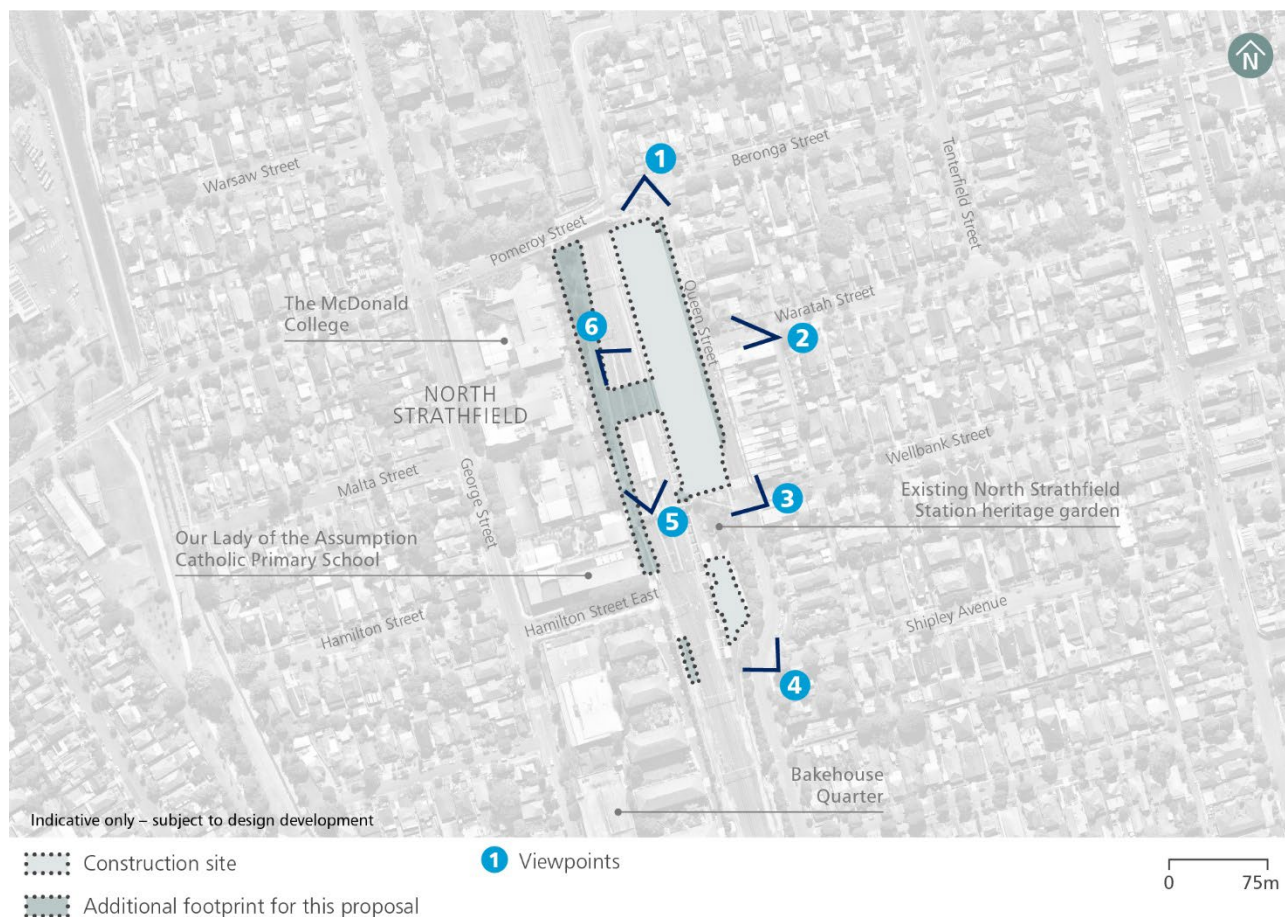 N
1
Beronga Street
Tenterfield Street
Warsaw Street
Pomeroy Street
The McDonald
College
Queen Street
Waratah Street
6
2
NORTH
STRATHFIELD
Wellbank Street
Malta Street
George Street
3
Existing North Strathfield
Station heritage garden
5
Our Lady of the Assumption
Catholic Primary School
Hamilton Street
Hamilton Street East
Shipley Avenue
4
Bakehouse
Quarter
Indicative only – subject to design development
Construction site
1 Viewpoints
0 75m
Additional footprint for this proposal